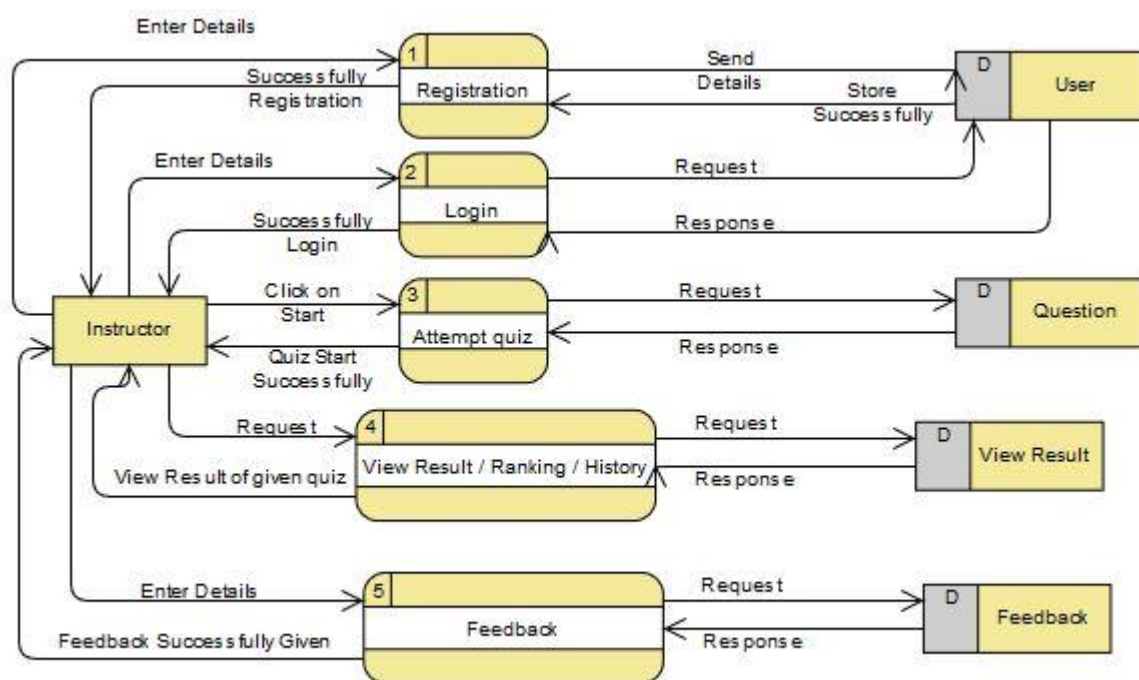 Enter Details
1
Registration
Send
Details
D
User
Successfully
Registration
Store
Successfully
Enter Details
2
Login
Request
Successfully
Login
Response
Instructor
Click on
Start
3
Attempt quiz
Request
D
Question
Quiz Start
Successfully
Response
Request
4
View Result / Ranking / History
Request
D
View Result
View Result of given quiz
Response
Enter Details
5
Feedback
Request
D
Feedback
Feedback Successfully Given
Response